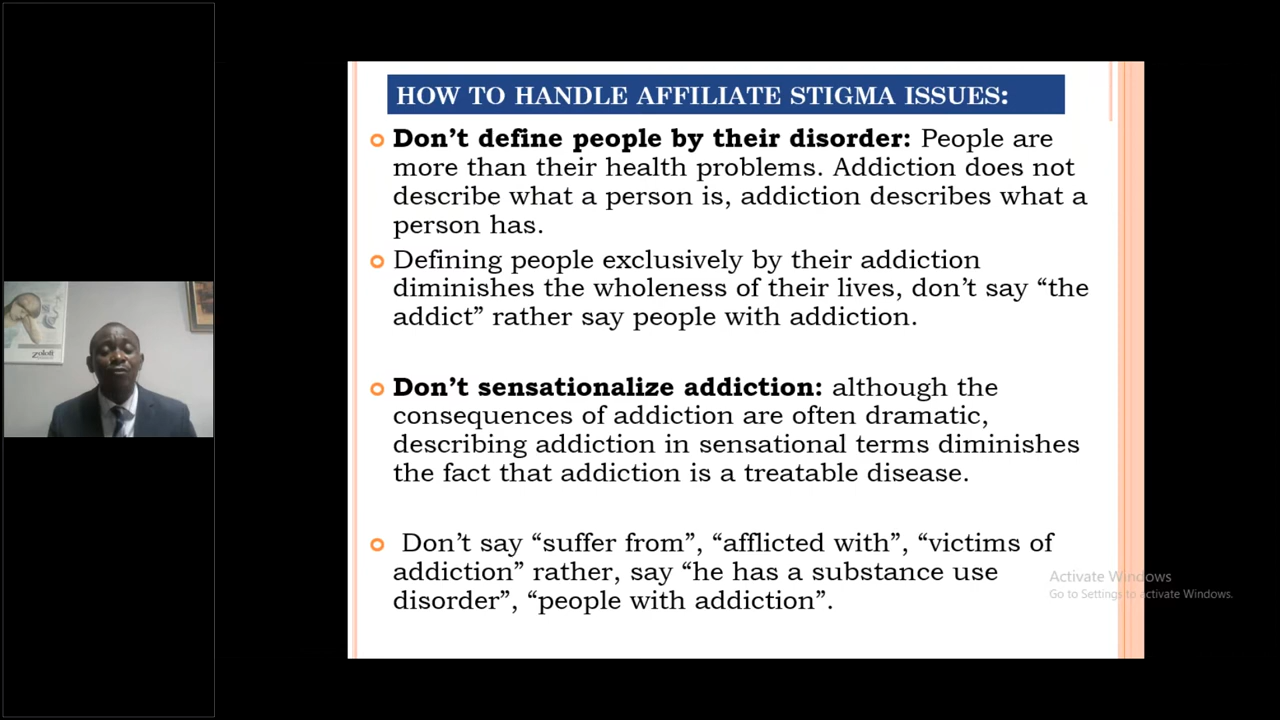 HOW TO HANDLE AFFILIATE STIGMA ISSUES:
Don’t define people by their disorder: People are
more than their health problems. Addiction does not
describe what a person is, addiction describes what a
person has.
Defining people exclusively by their addiction
diminishes the wholeness of their lives, don’t say “the
addict” rather say people with addiction.
Don’t sensationalize addiction: although the
consequences of addiction are often dramatic,
describing addiction in sensational terms diminishes
the fact that addiction is a treatable disease.
Don’t say “suffer from”, “afflicted with”, “victims of
addiction” rather, say “he has a substance use
disorder”, “people with addiction”.
Activate Windows
Go to Settings to activate Windows.
Zoloft